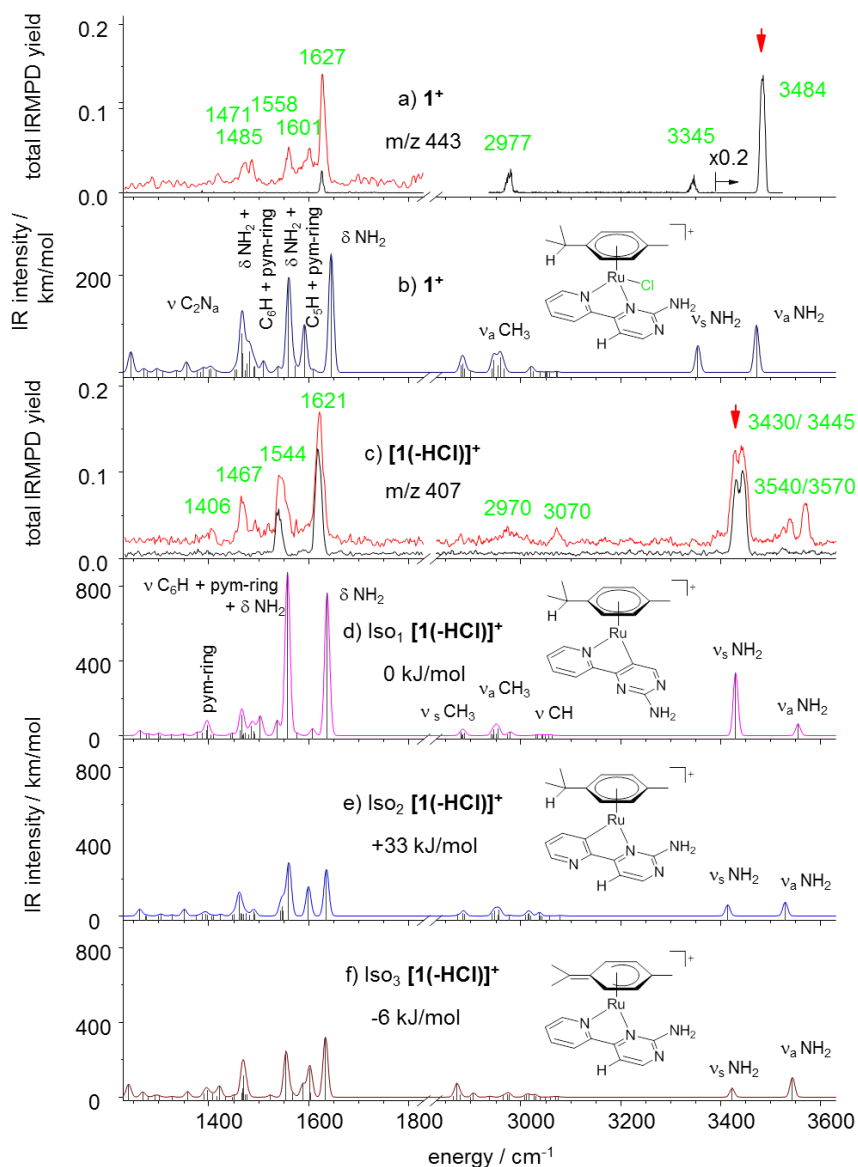 0.2
0.1
0.0
total IRMPD yield
1471
1485
1558
1601
1627
a) 1+
m/z 443
2977
3345
x0.2
3484
IR intensity /
km/mol
200
ν C2Na
δ NH2 +
C6H + pym-ring
δ NH2 +
C5H + pym-ring
δ NH2
b) 1+
νa CH3
νs NH2
νa NH2
H
Ru
Cl
N
N
NH2
H
N
+
0.2
0.1
0.0
total IRMPD yield
1406
1467
1544
1621
c) [1(-HCl)]+
m/z 407
2970
3070
3430/ 3445
3540/3570
800
400
0
ν C6H + pym-ring
+ δ NH2
pym-ring
δ NH2
d) Iso1 [1(-HCl)]+
0 kJ/mol
ν s CH3
νa CH3
ν CH
νs NH2
νa NH2
H
Ru
N
N
N
NH2
+
IR intensity / km/mol
800
400
0
e) Iso2 [1(-HCl)]+
+33 kJ/mol
νs NH2
νa NH2
H
Ru
N
N
NH2
H
N
+
800
400
0
f) Iso3 [1(-HCl)]+
-6 kJ/mol
νs NH2
νa NH2
Ru
N
N
NH2
H
N
+
1400
1600
1800
3000
3200
3400
3600
energy / cm-1